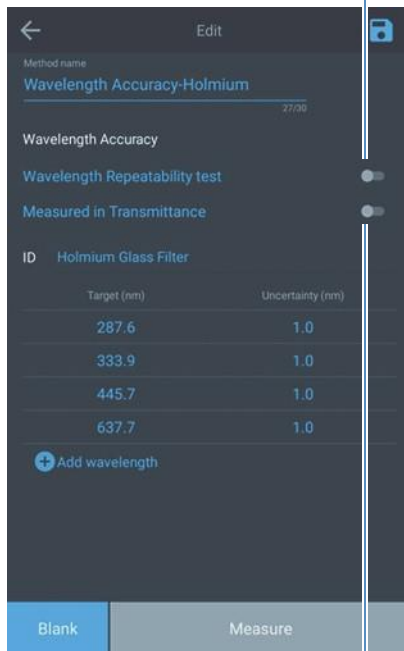 Edit
Method name
Wavelength Accuracy-Holmium
27/30
Wavelength Accuracy
Wavelength Repeatability test
Measured in Transmittance
ID Holmium Glass Filter
Target (nm) Uncertainty (nm)
287.6 1.0
333.9 1.0
445.7 1.0
637.7 1.0
Add wavelength
Blank Measure